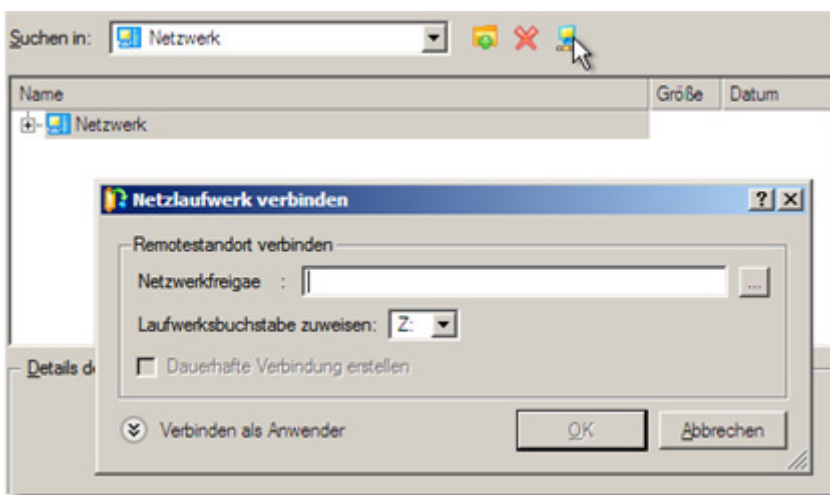 Suchen in: Netzwerk
Name Größe Datum
Netzwerk
Netzlaufwerk verbinden
Remotestandort verbinden
Netzwerkfreigae :
...
Laufwerksbuchstabe zuweisen: Z:
Details d
Dauerhafte Verbindung erstellen
Verbinden als Anwender OK Abbrechen